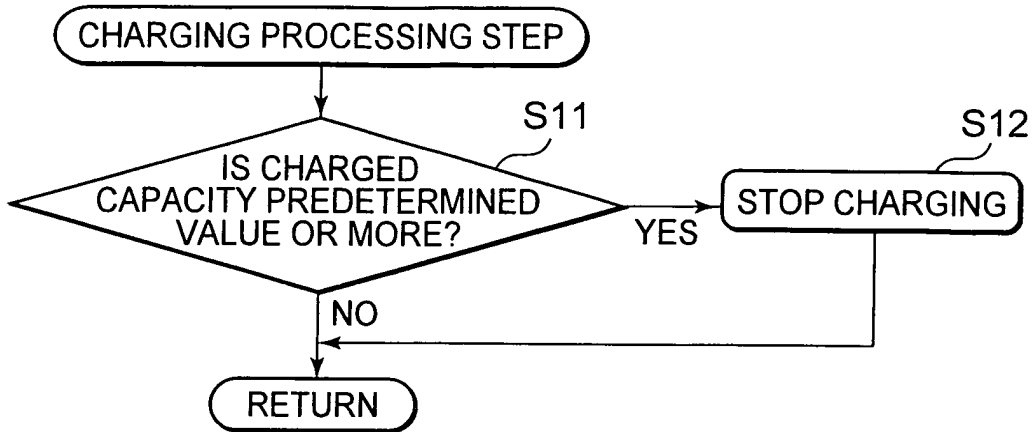 CHARGING PROCESSING STEP
S11
IS CHARGED
CAPACITY PREDETERMINED
VALUE OR MORE?
YES
S12
STOP CHARGING
NO
RETURN